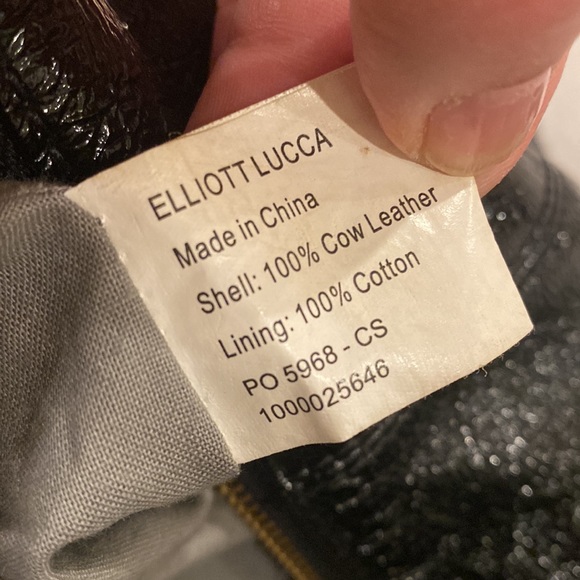 ELLIOTT LUCCA
Made in China
Shell: 100% Cow Leather
Lining: 100% Cotton
PO 5968 - CS
1000025646